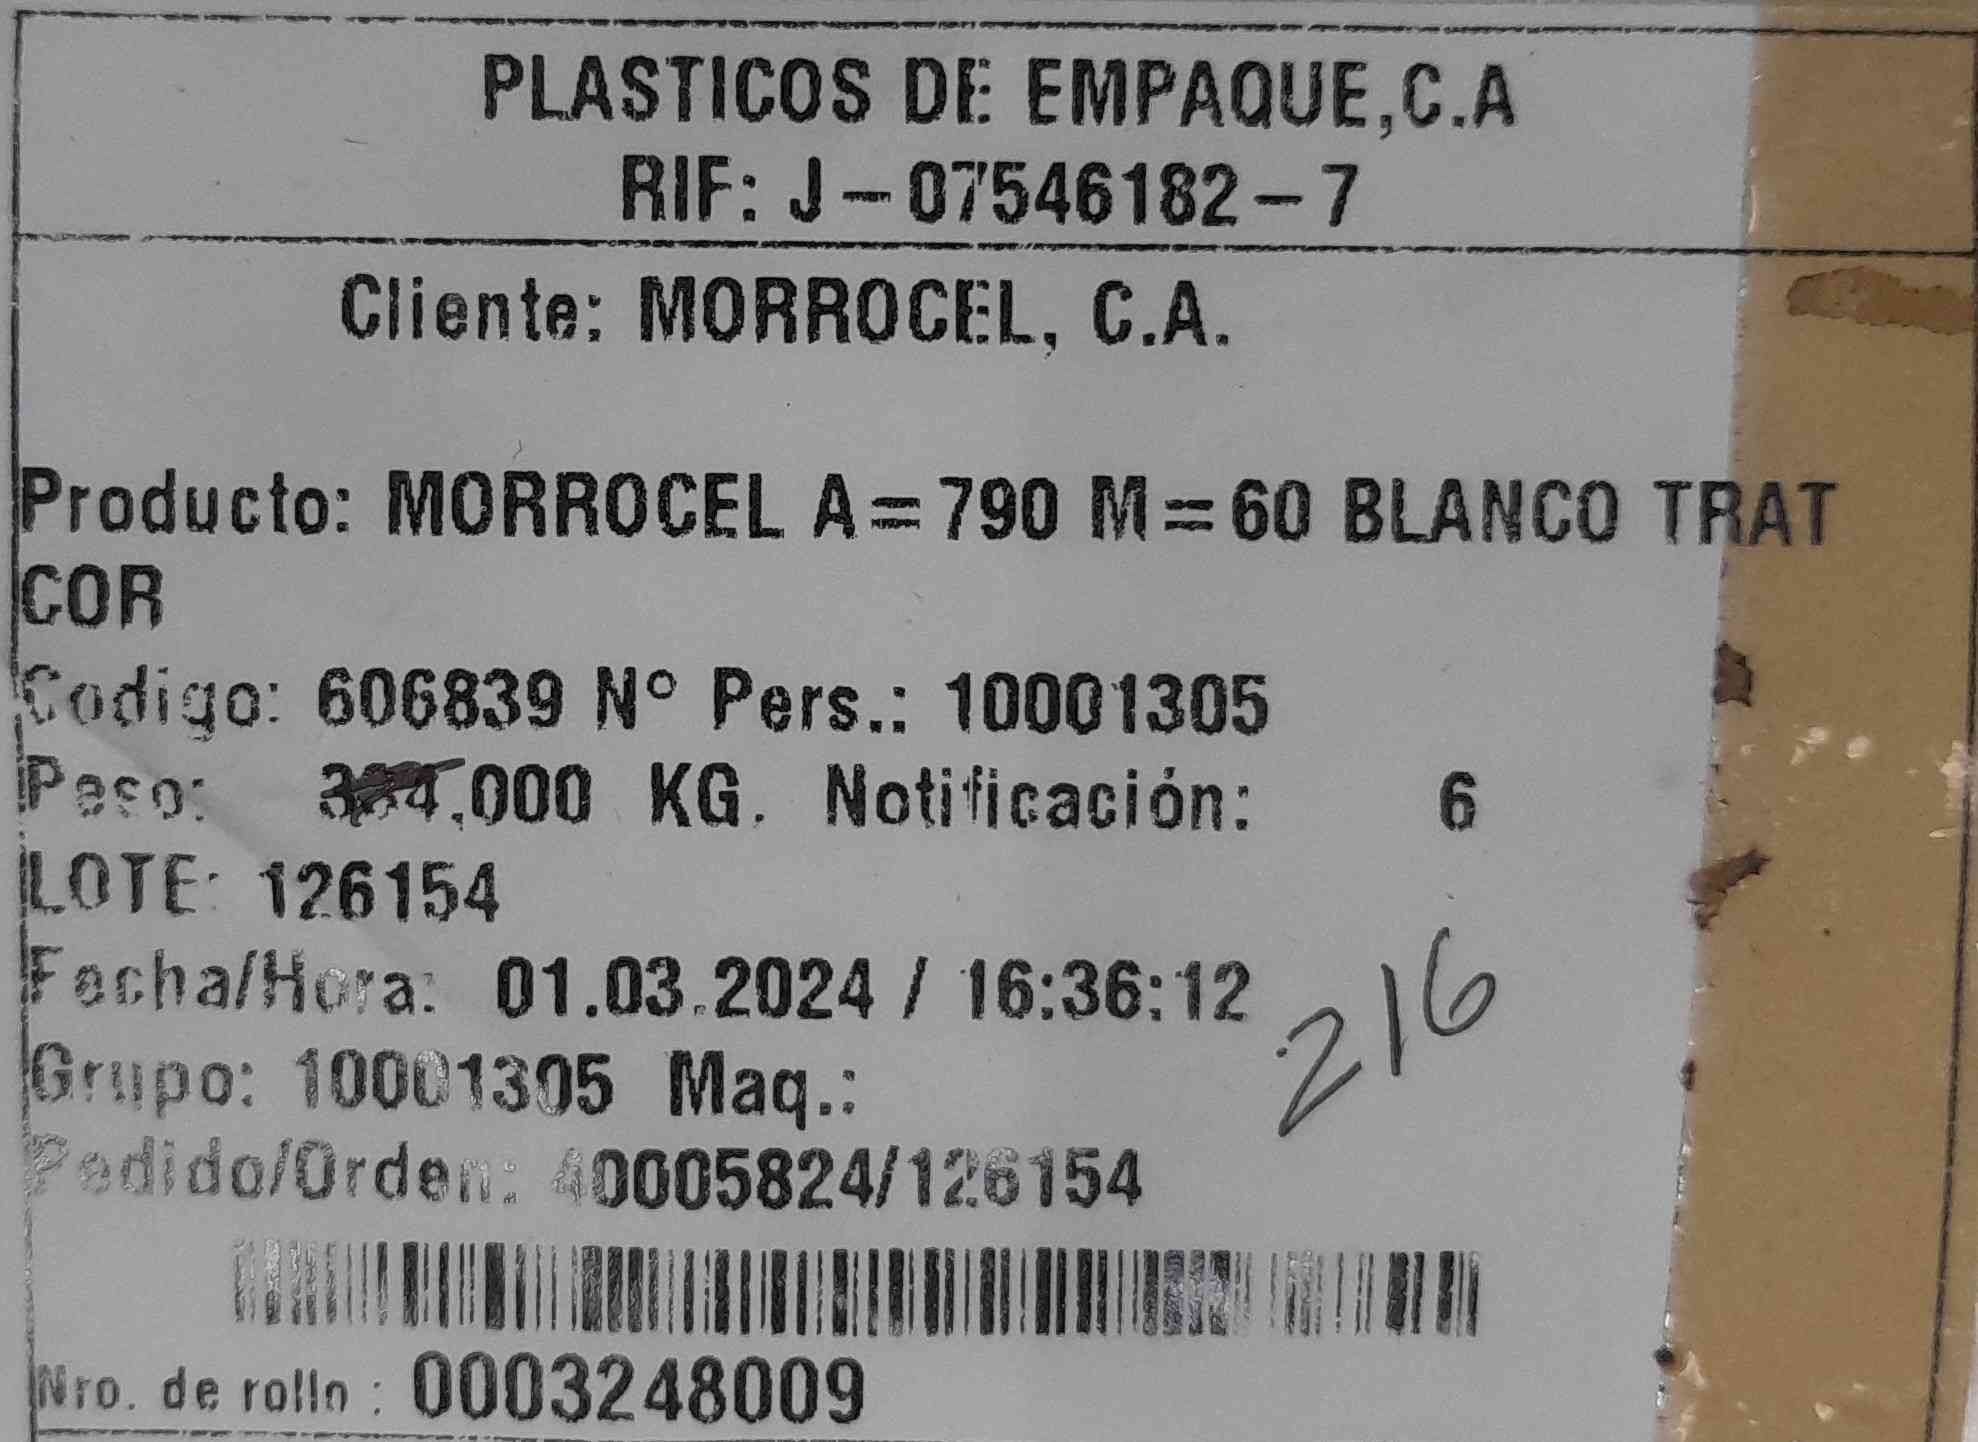 PLASTICOS DE EMPAQUE,C.A
RIF: J-07546182-7
Cliente: MORROCEL, C.A.
Producto: MORROCEL A=790 M=60 BLANCO TRAT
COR
Codigo: 606839 N° Pers.: 10001305
Peso: .000 KG. Notificación: 6
LOTE: 126154
Fecha/Hora: 01.03.2024 / 16:36:12
216
Grupo: 10001305 Maq.:
Pedido/Orden: 40005824/126154
Nro. de rollo : 0003248009